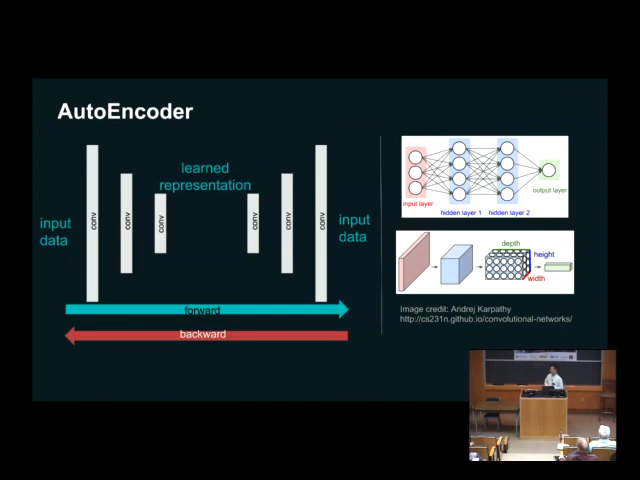 AutoEncoder
learned
representation
input
data
conv
conv
conv
conv
conv
conv
input
data
forward
backward
input layer
hidden layer 1
hidden layer 2
output layer
depth
height
width
Image credit: Andrej Karpathy
http://cs231n.github.io/convolutional-networks/